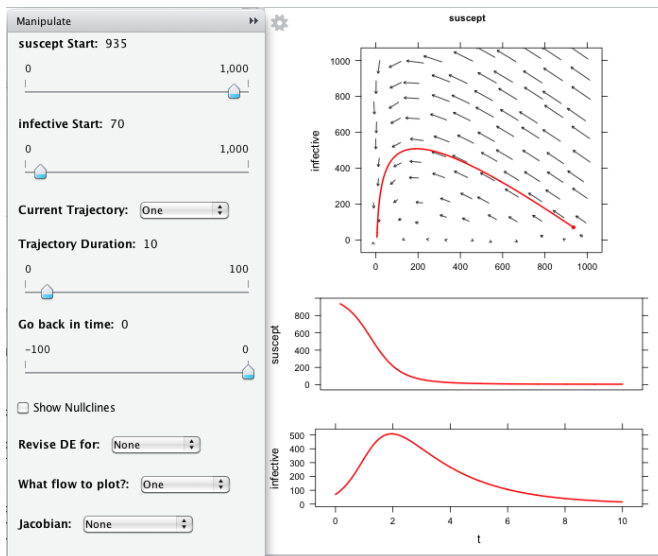 Manipulate
suscept Start: 935
0 1,000
infective Start: 70
0 1,000
Current Trajectory: One
Trajectory Duration: 10
0 100
Go back in time: 0
−100 0
Show Nullclines
Revise DE for: None
What flow to plot?: One
Jacobian: None
suscept
infective
1000
800
600
400
200
0
0 200 400 600 800 1000
suscept
800
600
400
200
0
infective
500
400
300
200
100
0
0 2 4 6 8 10
t